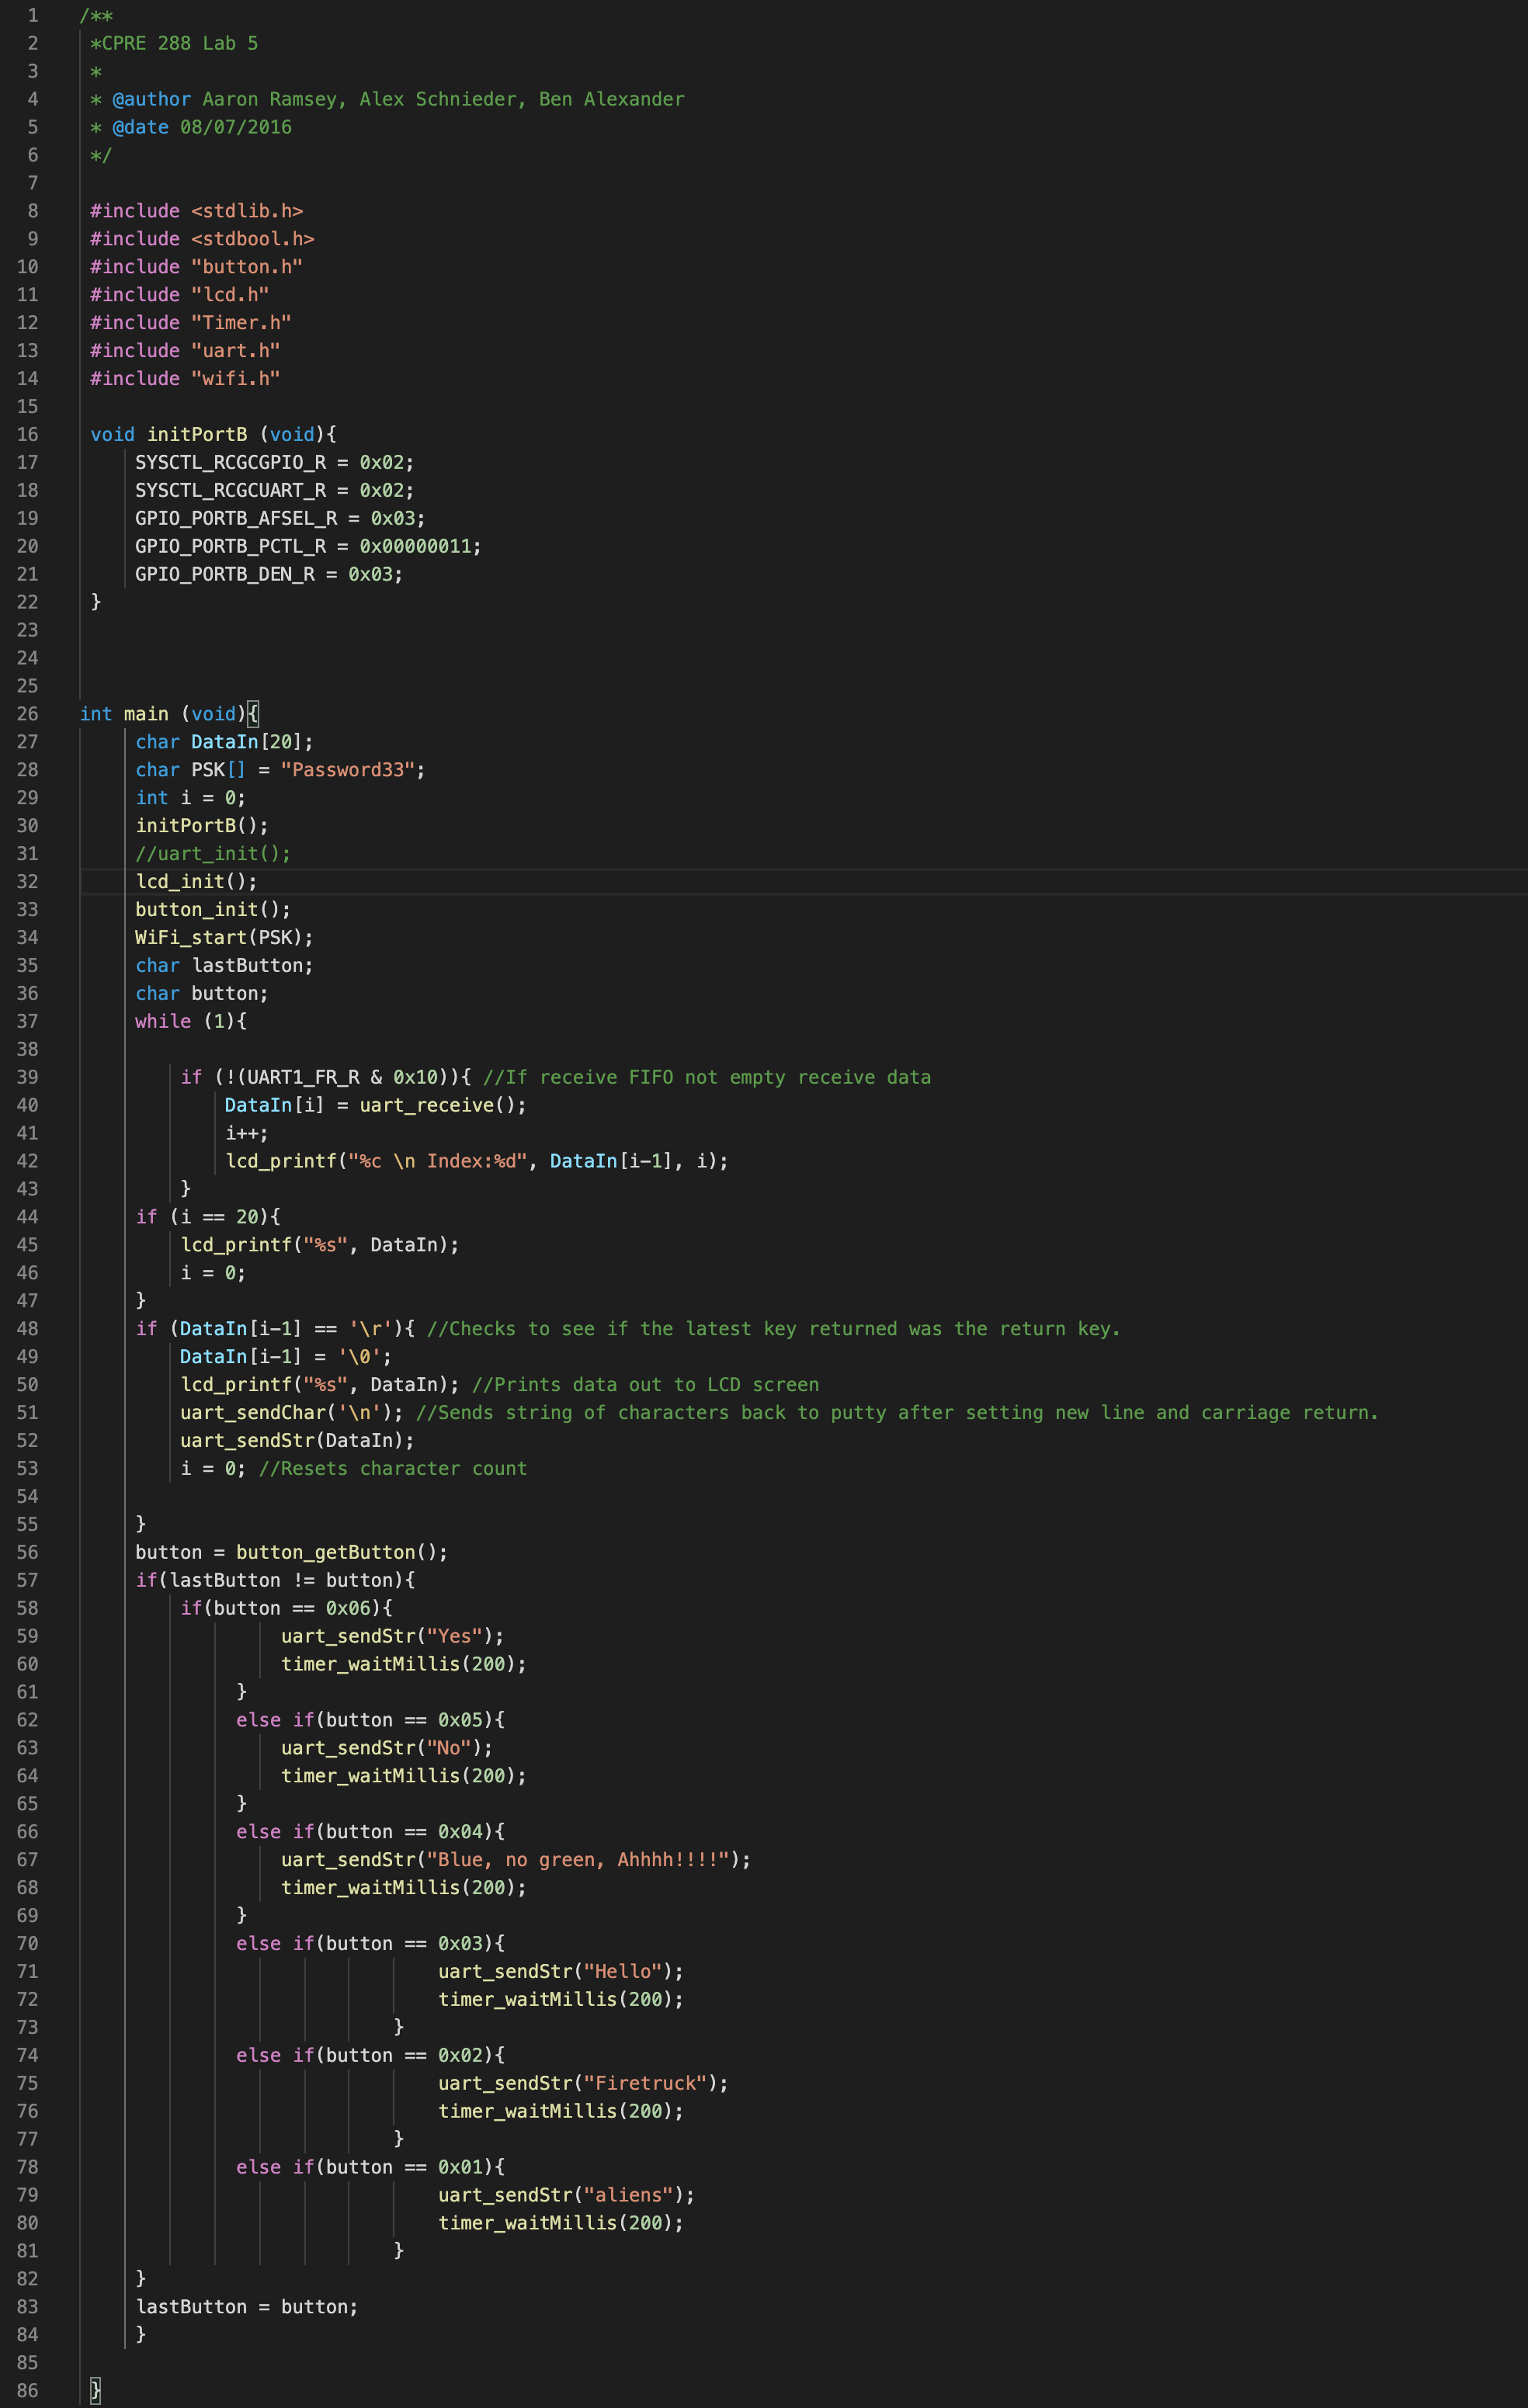 1 /**
2 *CPRE 288 Lab 5
3 *
4 * @author Aaron Ramsey, Alex Schnieder, Ben Alexander
5 * @date 08/07/2016
6 */
7
8 #include <stdlib.h>
9 #include <stdbool.h>
10 #include "button.h"
11 #include "lcd.h"
12 #include "Timer.h"
13 #include "uart.h"
14 #include "wifi.h"
15
16 void initPortB (void){
17 SYSCTL_RCGCGPIO_R = 0x02;
18 SYSCTL_RCGCUART_R = 0x02;
19 GPIO_PORTB_AFSEL_R = 0x03;
20 GPIO_PORTB_PCTL_R = 0x00000011;
21 GPIO_PORTB_DEN_R = 0x03;
22 }
23
24
25
26 int main (void){
27 char DataIn[20];
28 char PSK[] = "Password33";
29 int i = 0;
30 initPortB();
31 //uart_init();
32 lcd_init();
33 button_init();
34 WiFi_start(PSK);
35 char lastButton;
36 char button;
37 while (1){
38
39 if (!(UART1_FR_R & 0x10)){ //If receive FIFO not empty receive data
40 DataIn[i] = uart_receive();
41 i++;
42 lcd_printf("%c \n Index:%d", DataIn[i-1], i);
43 }
44 if (i == 20){
45 lcd_printf("%s", DataIn);
46 i = 0;
47 }
48 if (DataIn[i-1] == '\r'){ //Checks to see if the latest key returned was the return key.
49 DataIn[i-1] = '\0';
50 lcd_printf("%s", DataIn); //Prints data out to LCD screen
51 uart_sendChar('\n'); //Sends string of characters back to putty after setting new line and carriage return.
52 uart_sendStr(DataIn);
53 i = 0; //Resets character count
54
55 }
56 button = button_getButton();
57 if(lastButton != button){
58 if(button == 0x06){
59 uart_sendStr("Yes");
60 timer_waitMillis(200);
61 }
62 else if(button == 0x05){
63 uart_sendStr("No");
64 timer_waitMillis(200);
65 }
66 else if(button == 0x04){
67 uart_sendStr("Blue, no green, Ahhhh!!!!");
68 timer_waitMillis(200);
69 }
70 else if(button == 0x03){
71 uart_sendStr("Hello");
72 timer_waitMillis(200);
73 }
74 else if(button == 0x02){
75 uart_sendStr("Firetruck");
76 timer_waitMillis(200);
77 }
78 else if(button == 0x01){
79 uart_sendStr("aliens");
80 timer_waitMillis(200);
81 }
82 }
83 lastButton = button;
84 }
85
86 }